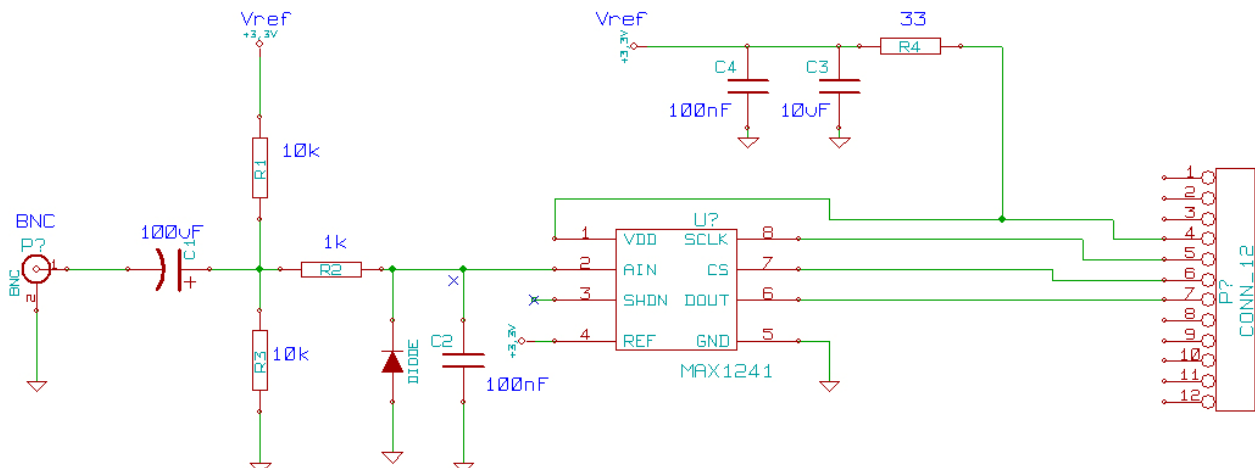 Vref
+3,3V
R1
10k
BNC
P?
BNC
1
2
100uF
C1
+
1k
R2
R3
10k
DIODE
C2
100nF
Vref
+3,3V
C4
100nF
C3
10uF
33
R4
U?
1 VDD SCLK 8
2 AIN CS 7
3 SHDN DOUT 6
4 REF GND 5
+3,3V
MAX1241
1
2
3
4
5
6
7
8
9
10
11
12
P?
CONN_12